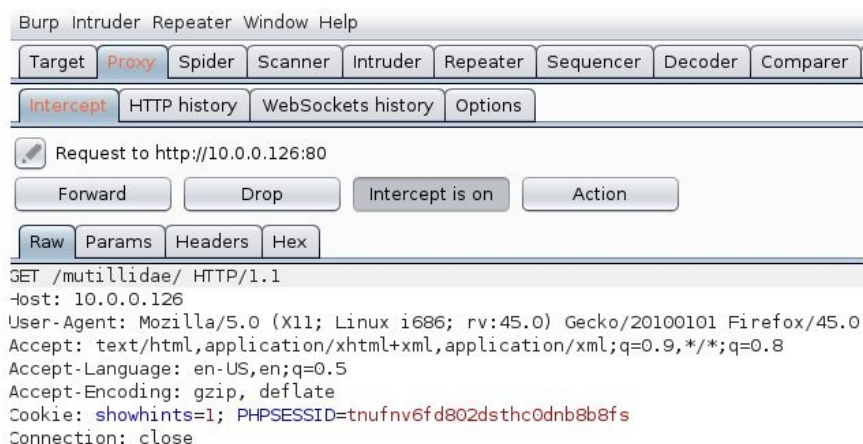 Burp Intruder Repeater Window Help
Target Proxy Spider Scanner Intruder Repeater Sequencer Decoder Comparer
Intercept HTTP history WebSockets history Options
Request to http://10.0.0.126:80
Forward Drop Intercept is on Action
Raw Params Headers Hex
GET /mutillidae/ HTTP/1.1
Host: 10.0.0.126
User-Agent: Mozilla/5.0 (X11; Linux i686; rv:45.0) Gecko/20100101 Firefox/45.0
Accept: text/html,application/xhtml+xml,application/xml;q=0.9,*/*;q=0.8
Accept-Language: en-US,en;q=0.5
Accept-Encoding: gzip, deflate
Cookie: showhints=1; PHPSESSID=tnufnv6fd802dsthc0dnb8b8fs
Connection: close